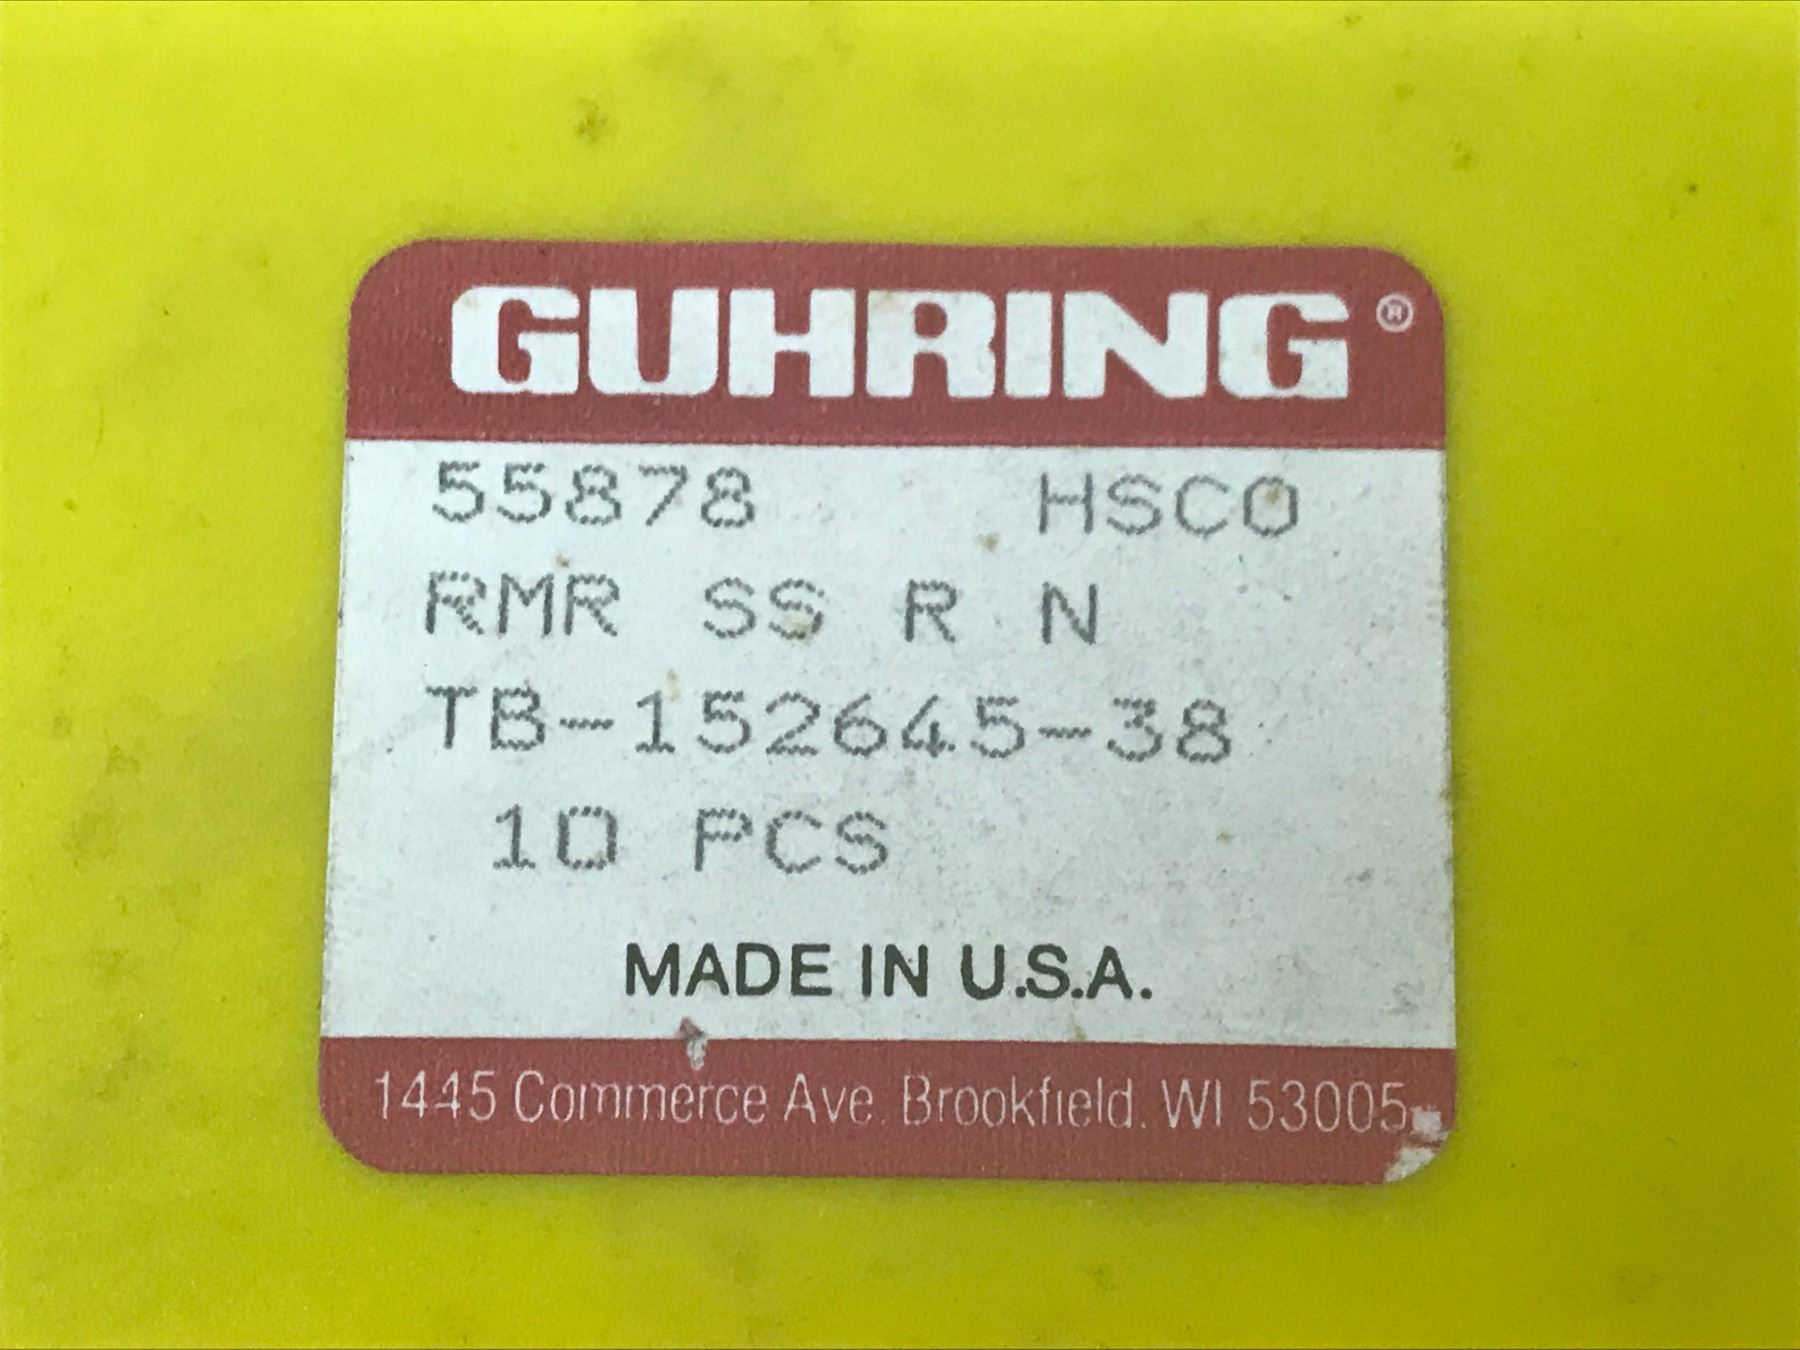 GUHRING®
55878 HSCO
RMR SS R N
TB-152645-38
10 PCS
MADE IN U.S.A.
1445 Commerce Ave. Brookfield, WI 53005